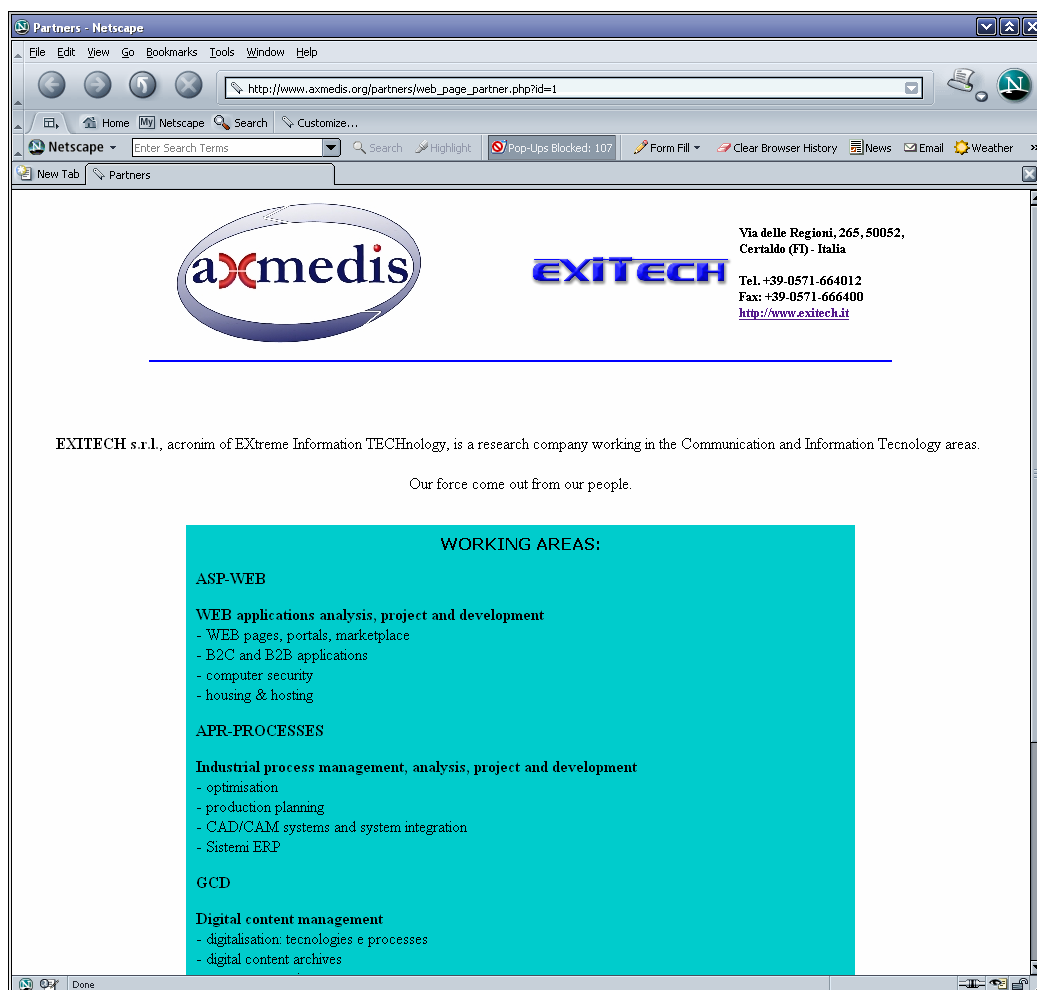 Partners - Netscape
File Edit View Go Bookmarks Tools Window Help
http://www.axmedis.org/partners/web_page_partner.php?id=1
N
Home My Netscape Search Customize...
N Netscape Enter Search Terms Search Highlight Pop-Ups Blocked: 107 Form Fill Clear Browser History News Email Weather »
New Tab Partners
axmedis
EXITECH
Via delle Regioni, 265, 50052,
Certaldo (FI) - Italia
Tel. +39-0571-664012
Fax: +39-0571-666400
http://www.exitech.it
EXITECH s.r.l., acronim of EXtreme Information TECHnology, is a research company working in the Communication and Information Tecnology areas.
Our force come out from our people.
WORKING AREAS:
ASP-WEB
WEB applications analysis, project and development
- WEB pages, portals, marketplace
- B2C and B2B applications
- computer security
- housing & hosting
APR-PROCESSES
Industrial process management, analysis, project and development
- optimisation
- production planning
- CAD/CAM systems and system integration
- Sistemi ERP
GCD
Digital content management
- digitalisation: tecnologies e processes
- digital content archives
Done